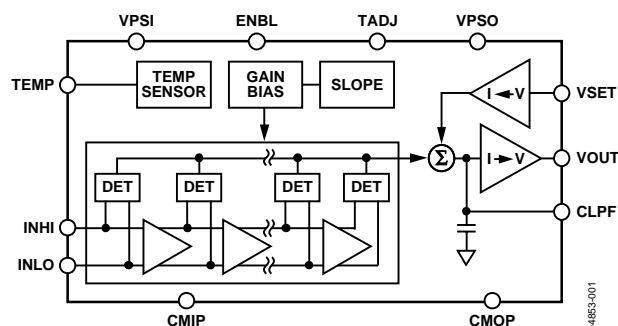 VPSI ENBL TADJ VPSO
TEMP
TEMP SENSOR
GAIN BIAS
SLOPE
I V
VSET
Σ
I V
VOUT
DET DET DET DET
CLPF
INHI
INLO
CMIP CMOP
4853-001